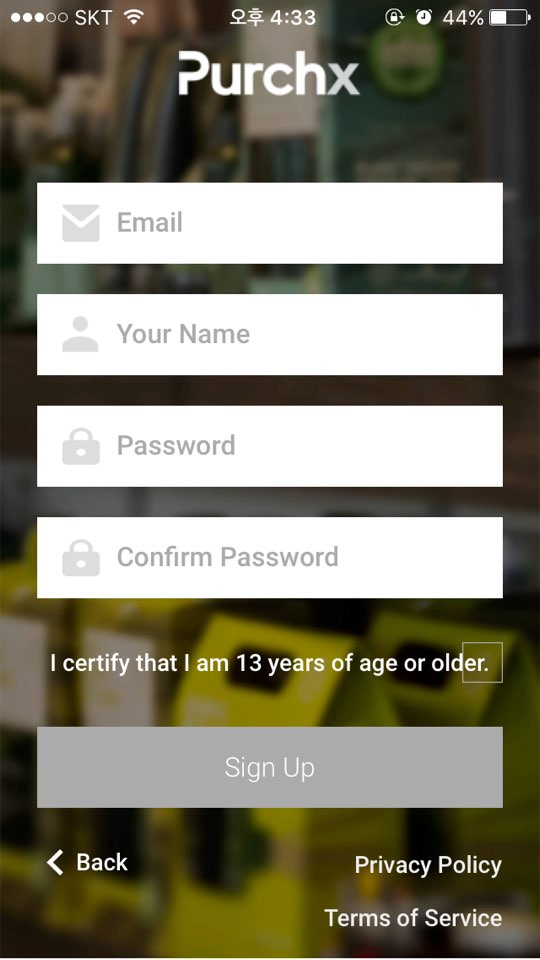 SKT 오후 4:33 44%
Purchx
Email
Your Name
Password
Confirm Password
I certify that I am 13 years of age or older.
Sign Up
Back Privacy Policy
Terms of Service